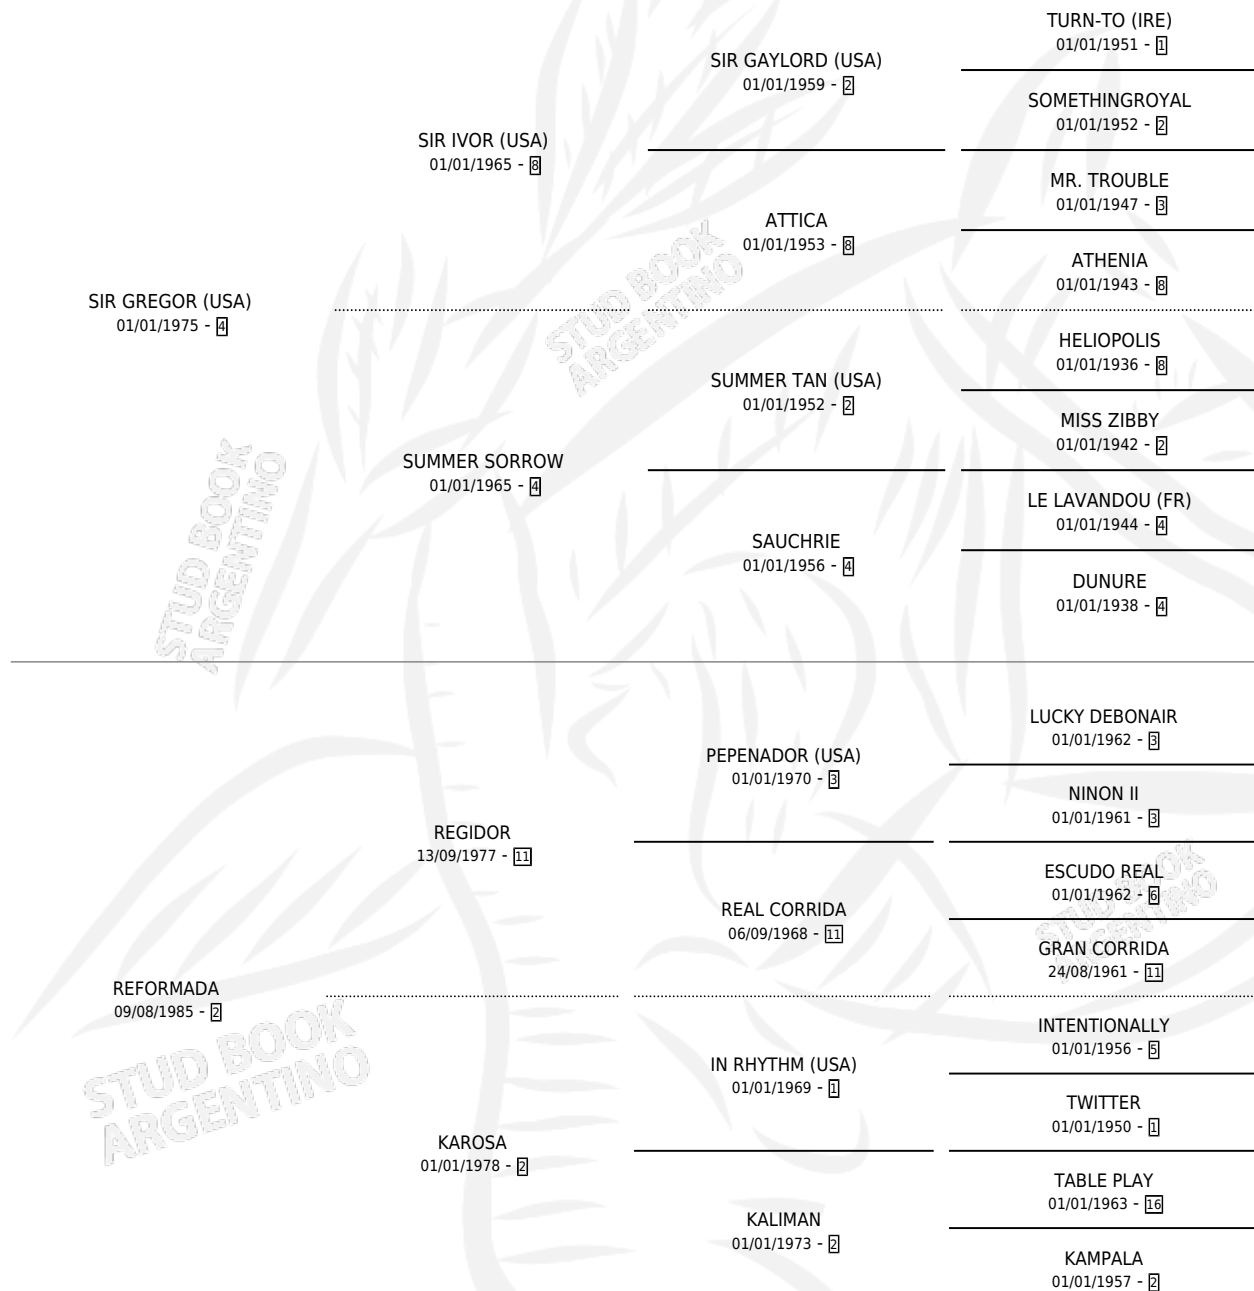 TURN-TO (IRE)
01/01/1951 - 1
SIR GAYLORD (USA)
01/01/1959 - 2
SOMETHINGROYAL
01/01/1952 - 2
SIR IVOR (USA)
01/01/1965 - 8
MR. TROUBLE
01/01/1947 - 3
ATTICA
01/01/1953 - 8
ATHENIA
01/01/1943 - 8
SIR GREGOR (USA)
01/01/1975 - 4
HELIOPOLIS
01/01/1936 - 8
SUMMER TAN (USA)
01/01/1952 - 2
MISS ZIBBY
01/01/1942 - 2
SUMMER SORROW
01/01/1965 - 4
LE LAVANDOU (FR)
01/01/1944 - 4
SAUCHRIE
01/01/1956 - 4
DUNURE
01/01/1938 - 4
LUCKY DEBONAIR
01/01/1962 - 3
PEPENADOR (USA)
01/01/1970 - 3
NINON II
01/01/1961 - 3
REGIDOR
13/09/1977 - 11
ESCUDO REAL
01/01/1962 - 6
REAL CORRIDA
06/09/1968 - 11
GRAN CORRIDA
24/08/1961 - 11
REFORMADA
09/08/1985 - 2
INTENTIONALLY
01/01/1956 - 5
IN RHYTHM (USA)
01/01/1969 - 1
TWITTER
01/01/1950 - 1
KAROSA
01/01/1978 - 2
TABLE PLAY
01/01/1963 - 16
KALIMAN
01/01/1973 - 2
KAMPALA
01/01/1957 - 2
STUD BOOK
ARGENTINO
STUD BOOK
ARGENTINO
STUD BOOK
ARGENTINO
STUD BOOK
ARGENTINO